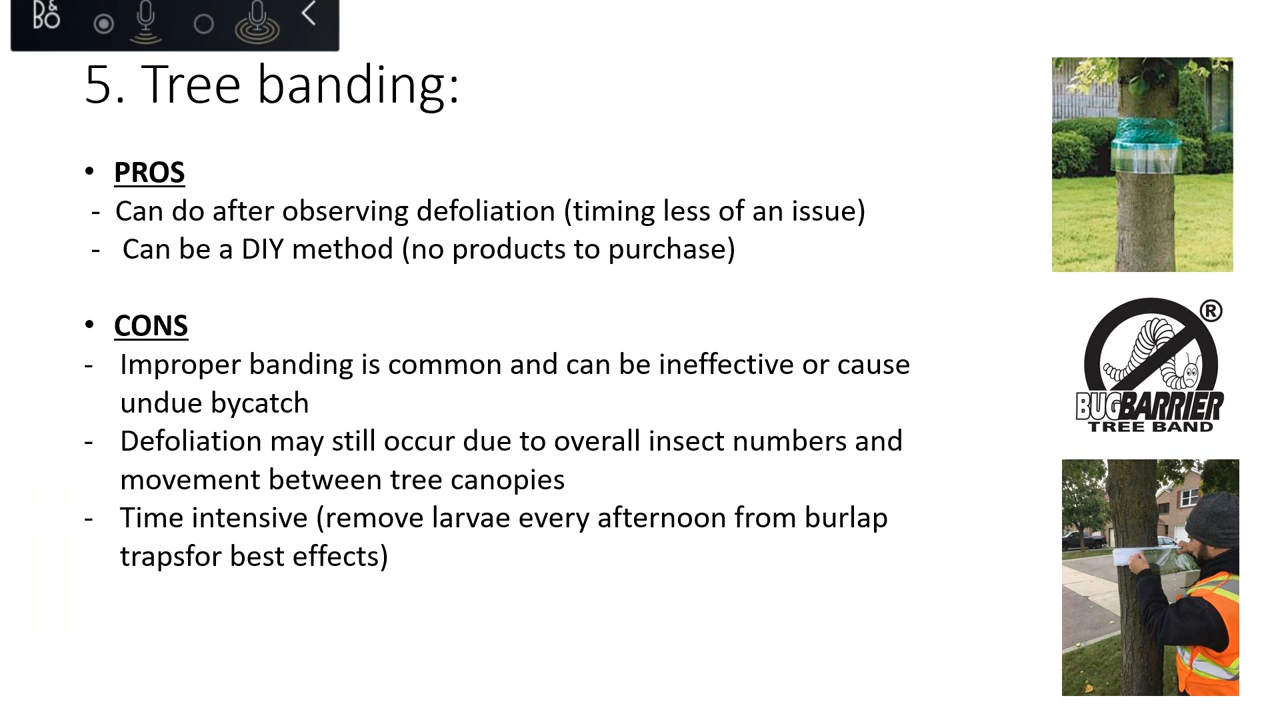 B&O
5. Tree banding:
• PROS
- Can do after observing defoliation (timing less of an issue)
- Can be a DIY method (no products to purchase)
• CONS
- Improper banding is common and can be ineffective or cause
undue bycatch
- Defoliation may still occur due to overall insect numbers and
movement between tree canopies
- Time intensive (remove larvae every afternoon from burlap
trapsfor best effects)
®
BUGBARRIER
TREE BAND